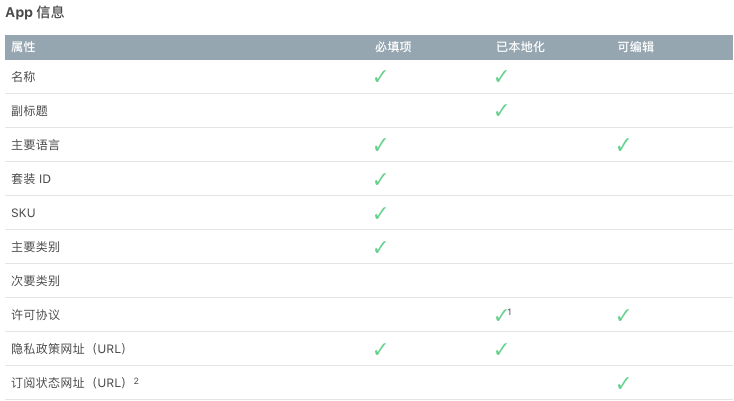 App 信息
属性 必填项 已本地化 可编辑
名称 ✓ ✓
副标题 ✓
主要语言 ✓ ✓
套装 ID ✓
SKU ✓
主要类别 ✓
次要类别
许可协议 ✓1 ✓
隐私政策网址（URL） ✓ ✓
订阅状态网址（URL）2 ✓